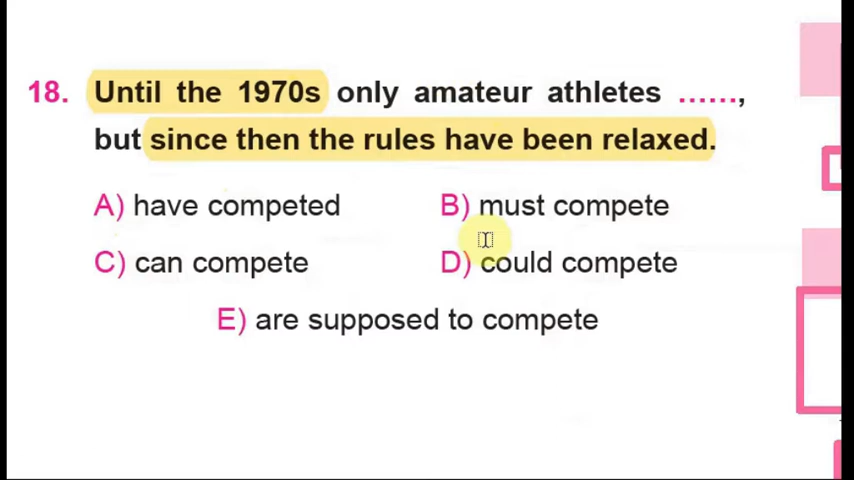 18. Until the 1970s only amateur athletes ......,
but since then the rules have been relaxed.
A) have competed B) must compete
C) can compete D) could compete
E) are supposed to compete